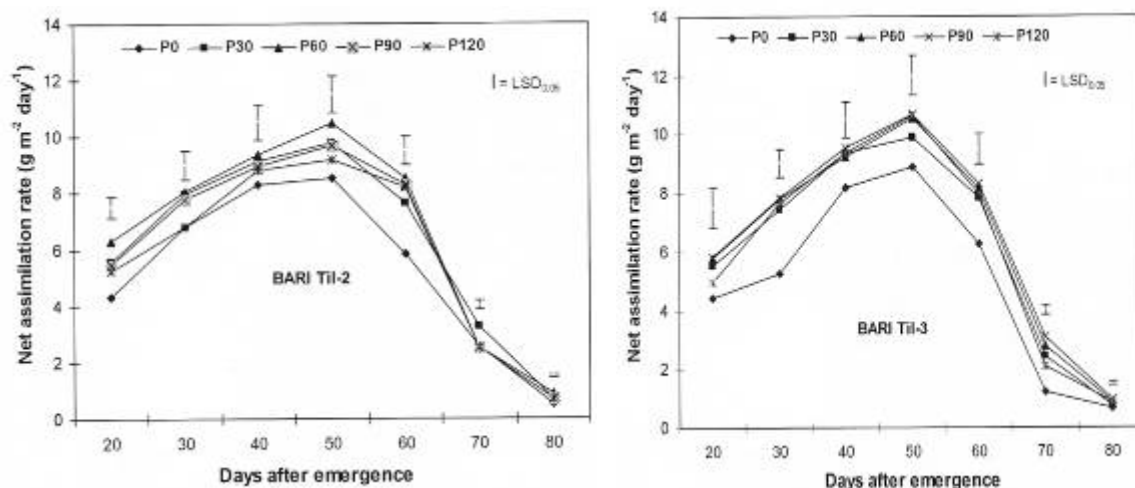 Net assimilation rate (g m⁻² day⁻¹)
14
12
10
8
6
4
2
0
P0 P30 P60 P90 P120
I = LSD0.05
BARI Til-2
20 30 40 50 60 70 80
Days after emergence
Net assimilation rate (g m⁻² day⁻¹)
14
12
10
8
6
4
2
0
P0 P30 P60 P90 P120
I = LSD0.05
BARI Til-3
20 30 40 50 60 70 80
Days after emergence